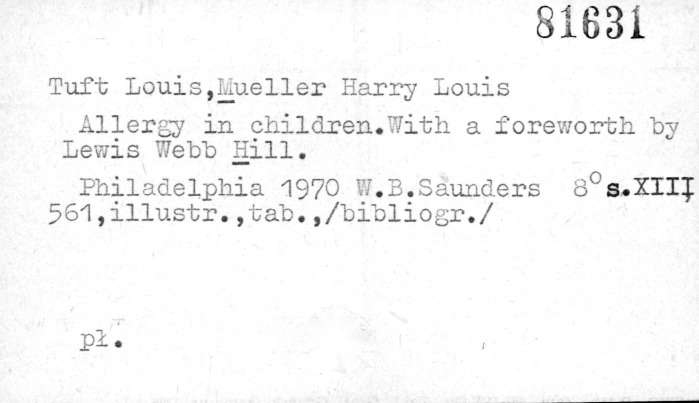 81631
Tuft Louis,Mueller Harry Louis
Allergy in children.With a foreworth by
Lewis Webb Hill.
Philadelphia 1970 W.B.Saunders 8° s.XIII,
561,illustr.,tab.,/bibliogr./
pł.